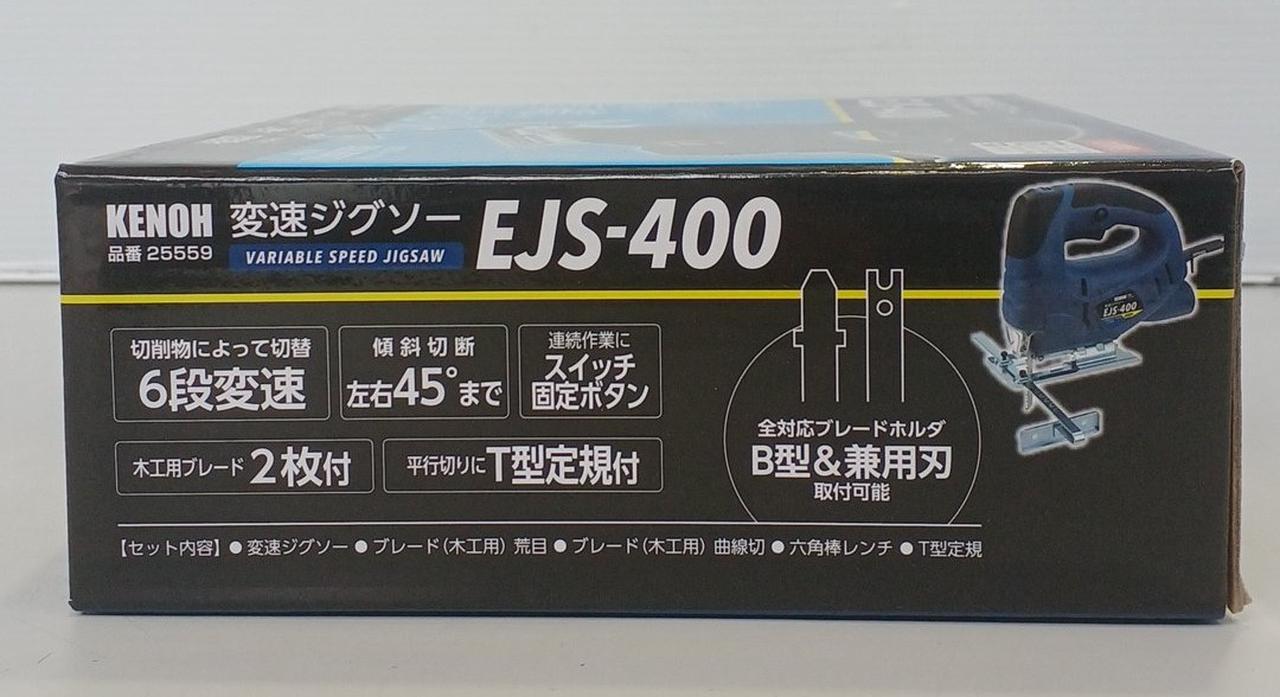 KENOH
品番 25559
変速ジグソー
VARIABLE SPEED JIGSAW
EJS-400
切削物によって切替
6段変速
傾斜切断
左右45°まで
連続作業に
スイッチ
固定ボタン
木工用ブレード 2枚付
平行切りにT型定規付
全対応ブレードホルダ
B型&兼用刃
取付可能
EJS-400
【セット内容】●変速ジグソー●ブレード(木工用) 荒目●ブレード(木工用) 曲線切●六角棒レンチ●T型定規